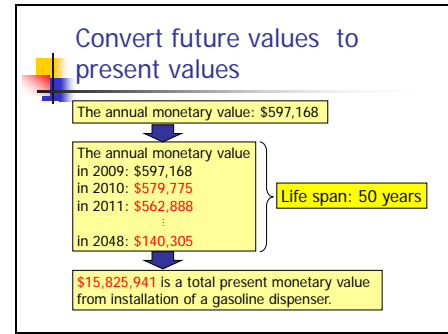 Convert future values to
present values
The annual monetary value: $597,168
The annual monetary value
in 2009: $597,168
in 2010: $579,775
in 2011: $562,888
⋮
in 2048: $140,305
Life span: 50 years
$15,825,941 is a total present monetary value
from installation of a gasoline dispenser.